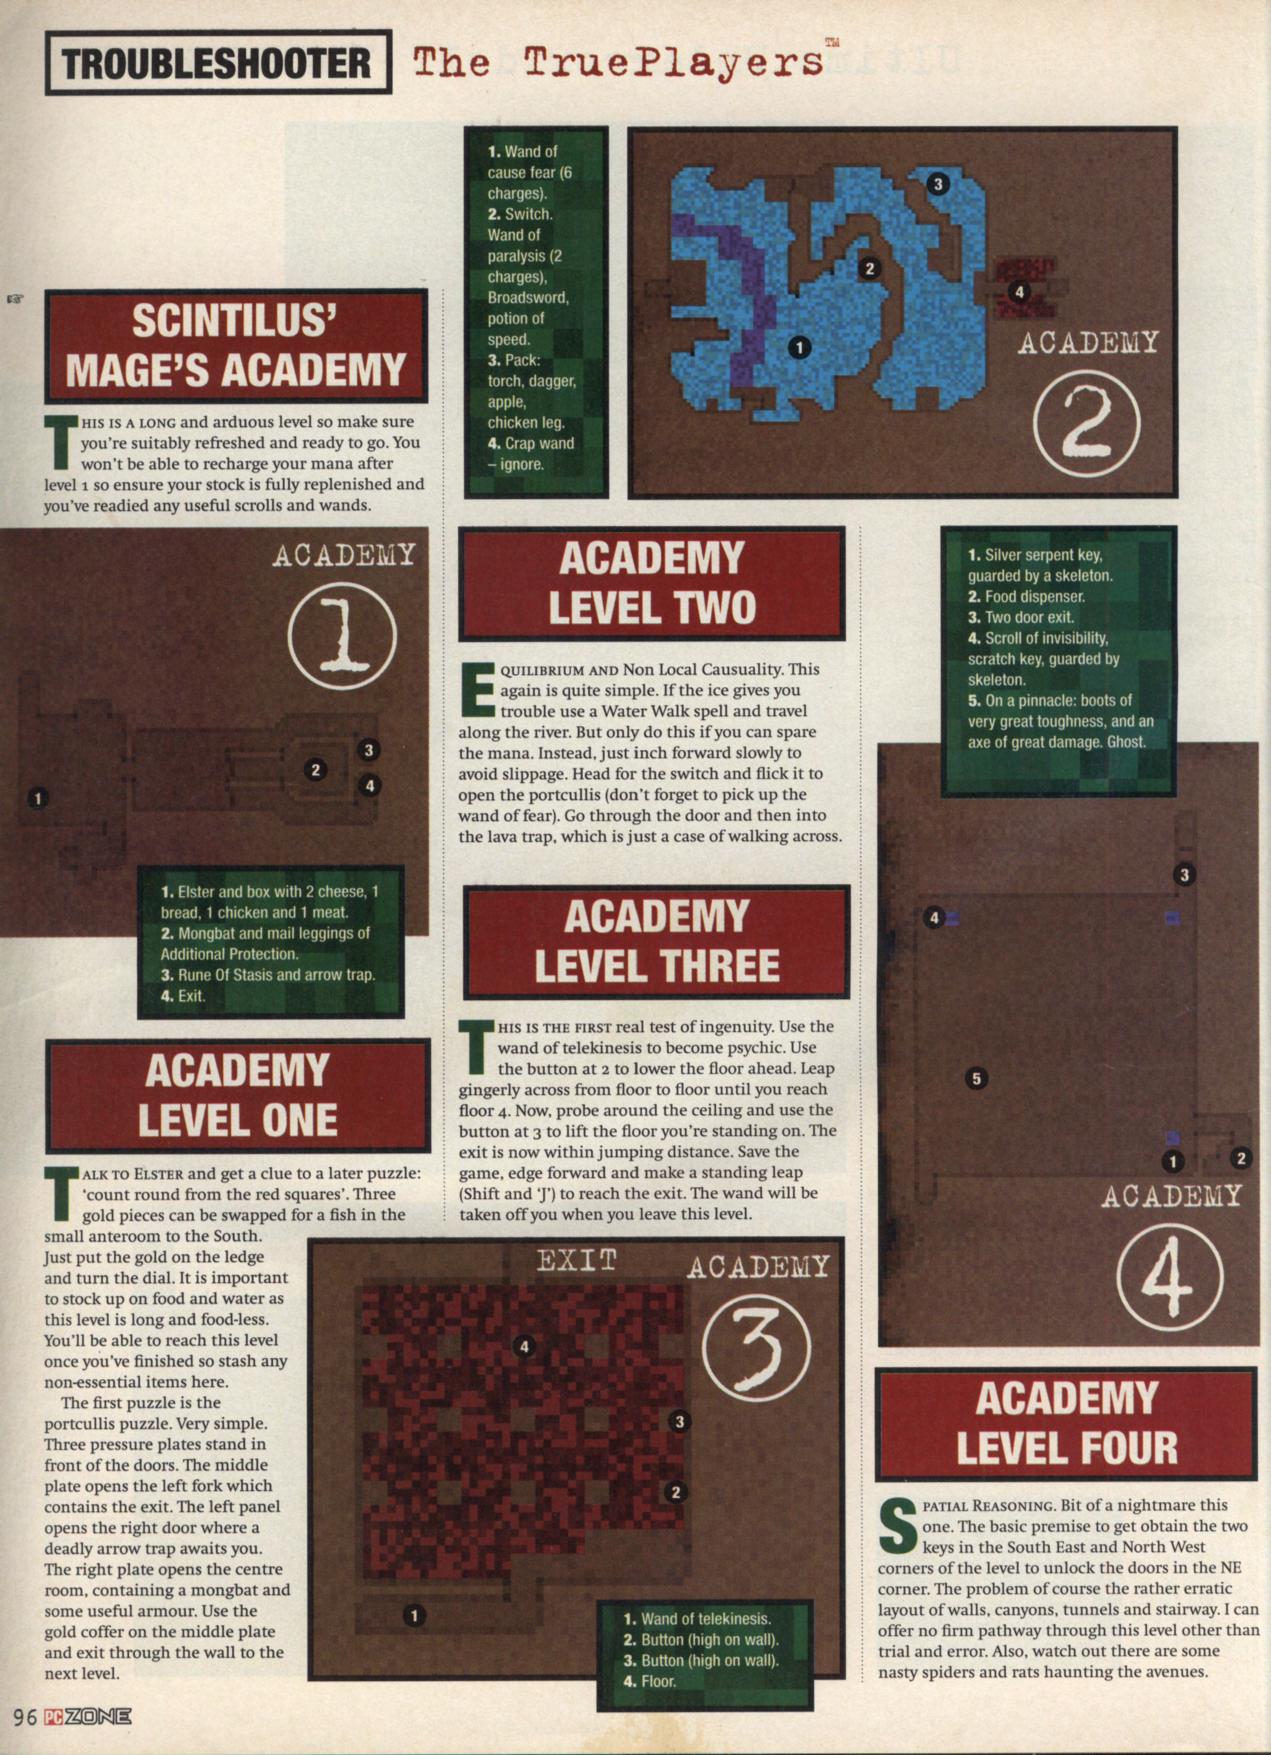 TROUBLESHOOTER The TruePlayers™
1. Wand of
cause fear (6
charges).
2. Switch.
Wand of
paralysis (2
charges),
Broadsword,
potion of
speed.
3. Pack:
torch, dagger,
apple,
chicken leg.
4. Crap wand
– ignore.
3
2
4
1
ACADEMY
2
SCINTILUS'
MAGE'S ACADEMY
THIS IS A LONG and arduous level so make sure
you're suitably refreshed and ready to go. You
won't be able to recharge your mana after
level 1 so ensure your stock is fully replenished and
you've readied any useful scrolls and wands.
ACADEMY
1
3
2
4
1
1. Elster and box with 2 cheese, 1
bread, 1 chicken and 1 meat.
2. Mongbat and mail leggings of
Additional Protection.
3. Rune Of Stasis and arrow trap.
4. Exit.
ACADEMY
LEVEL ONE
TALK TO ELSTER and get a clue to a later puzzle:
'count round from the red squares'. Three
gold pieces can be swapped for a fish in the
small anteroom to the South.
Just put the gold on the ledge
and turn the dial. It is important
to stock up on food and water as
this level is long and food-less.
You'll be able to reach this level
once you've finished so stash any
non-essential items here.
The first puzzle is the
portcullis puzzle. Very simple.
Three pressure plates stand in
front of the doors. The middle
plate opens the left fork which
contains the exit. The left panel
opens the right door where a
deadly arrow trap awaits you.
The right plate opens the centre
room, containing a mongbat and
some useful armour. Use the
gold coffer on the middle plate
and exit through the wall to the
next level.
ACADEMY
LEVEL TWO
EQUILIBRIUM AND Non Local Causuality. This
again is quite simple. If the ice gives you
trouble use a Water Walk spell and travel
along the river. But only do this if you can spare
the mana. Instead, just inch forward slowly to
avoid slippage. Head for the switch and flick it to
open the portcullis (don't forget to pick up the
wand of fear). Go through the door and then into
the lava trap, which is just a case of walking across.
ACADEMY
LEVEL THREE
THIS IS THE FIRST real test of ingenuity. Use the
wand of telekinesis to become psychic. Use
the button at 2 to lower the floor ahead. Leap
gingerly across from floor to floor until you reach
floor 4. Now, probe around the ceiling and use the
button at 3 to lift the floor you're standing on. The
exit is now within jumping distance. Save the
game, edge forward and make a standing leap
(Shift and 'J') to reach the exit. The wand will be
taken off you when you leave this level.
EXIT ACADEMY
3
4
3
2
1
1. Wand of telekinesis.
2. Button (high on wall).
3. Button (high on wall).
4. Floor.
1. Silver serpent key,
guarded by a skeleton.
2. Food dispenser.
3. Two door exit.
4. Scroll of invisibility,
scratch key, guarded by
skeleton.
5. On a pinnacle: boots of
very great toughness, and an
axe of great damage. Ghost.
3
4
5
1 2
ACADEMY
4
ACADEMY
LEVEL FOUR
SPATIAL REASONING. Bit of a nightmare this
one. The basic premise to get obtain the two
keys in the South East and North West
corners of the level to unlock the doors in the NE
corner. The problem of course the rather erratic
layout of walls, canyons, tunnels and stairway. I can
offer no firm pathway through this level other than
trial and error. Also, watch out there are some
nasty spiders and rats haunting the avenues.
96 PC ZONE